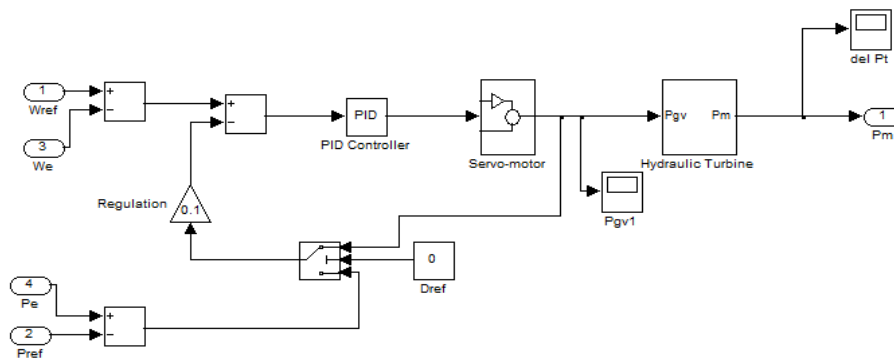 del Pt
1
+
−
Wref
+
−
3
We
PID
PID Controller
Servo-motor
Pgv
Pm
Hydraulic Turbine
1
Pm
Regulation
0.1
Pgv1
0
Dref
4
Pe
+
−
2
Pref